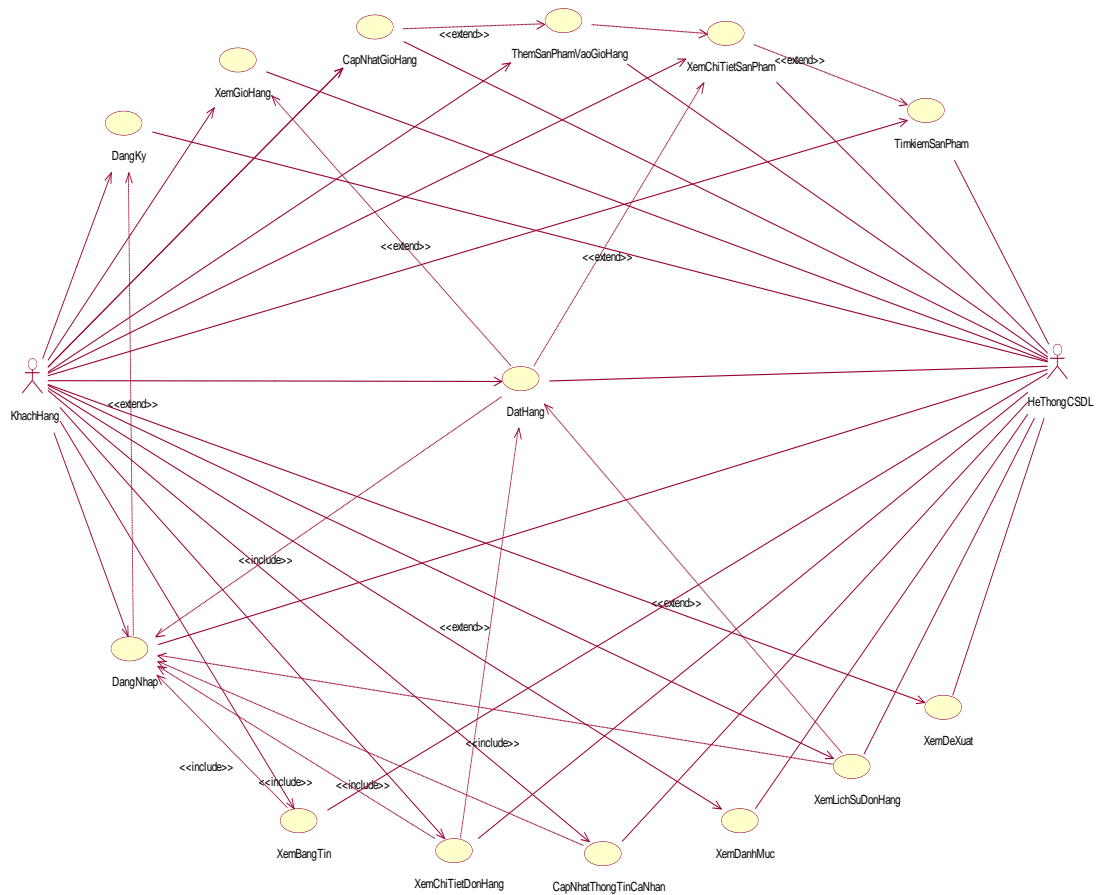 <<extend>>
CapNhatGioHang
ThemSanPhamVaoGioHang
XemChiTietSanPham
<<extend>>
XemGioHang
DangKy
TimkiemSanPham
<<extend>>
<<extend>>
KhachHang
<<extend>>
DatHang
HeThongCSDL
<<include>>
<<extend>>
<<extend>>
DangNhap
XemDeXuat
<<include>>
<<include>>
<<include>>
<<include>>
XemLichSuDonHang
XemBangTin
XemDanhMuc
XemChiTietDonHang
CapNhatThongTinCaNhan